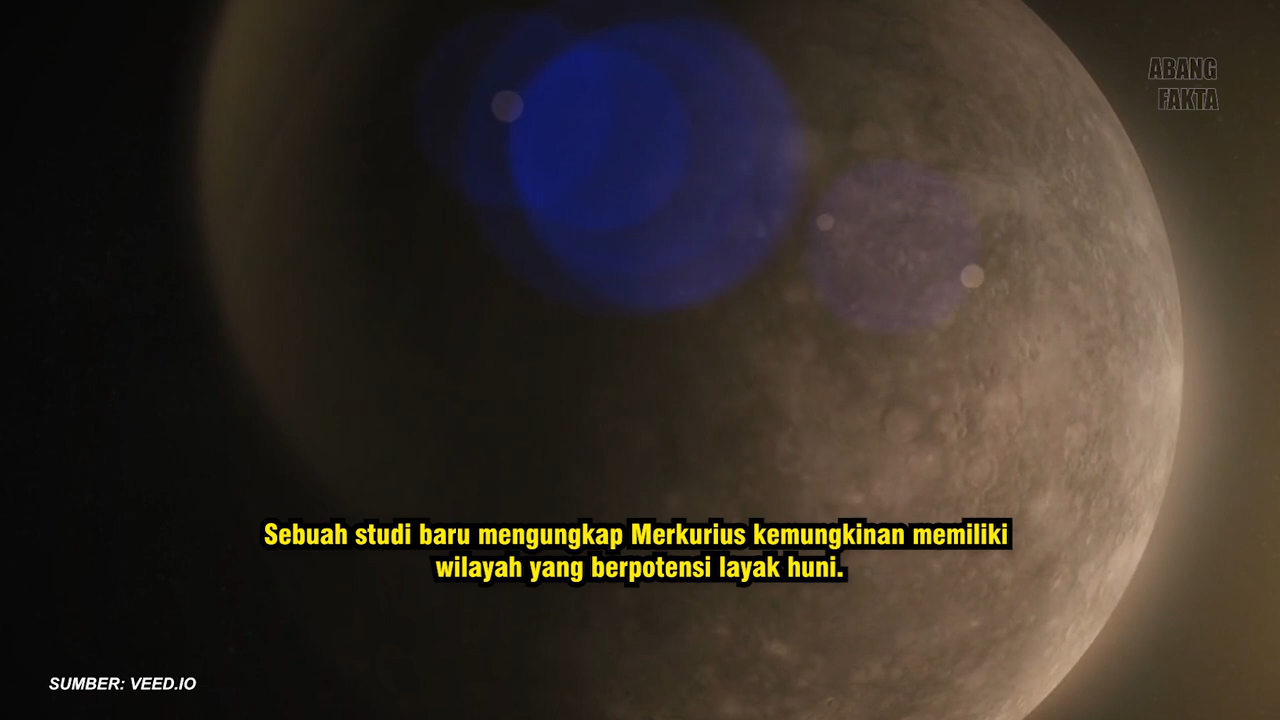 ABANG
FAKTA
Sebuah studi baru mengungkap Merkurius kemungkinan memiliki
wilayah yang berpotensi layak huni.
SUMBER: VEED.IO